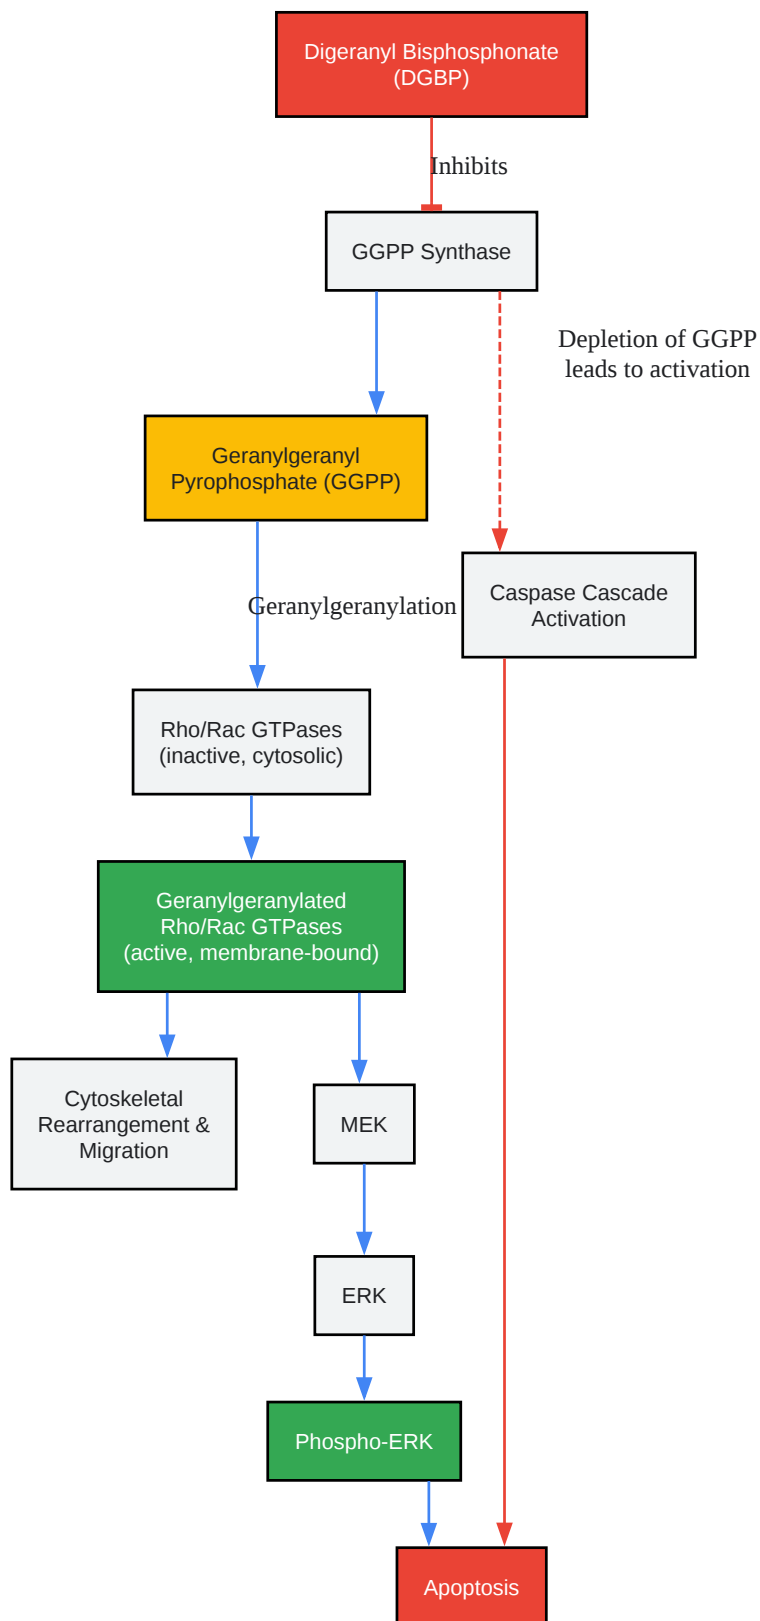 Digeranyl Bisphosphonate
(DGBP)
Inhibits
GGPP Synthase
Depletion of GGPP
leads to activation
Geranylgeranyl
Pyrophosphate (GGPP)
Caspase Cascade
Activation
Geranylgeranylation
Rho/Rac GTPases
(inactive, cytosolic)
Geranylgeranylated
Rho/Rac GTPases
(active, membrane-bound)
Cytoskeletal
Rearrangement &
Migration
MEK
ERK
Phospho-ERK
Apoptosis